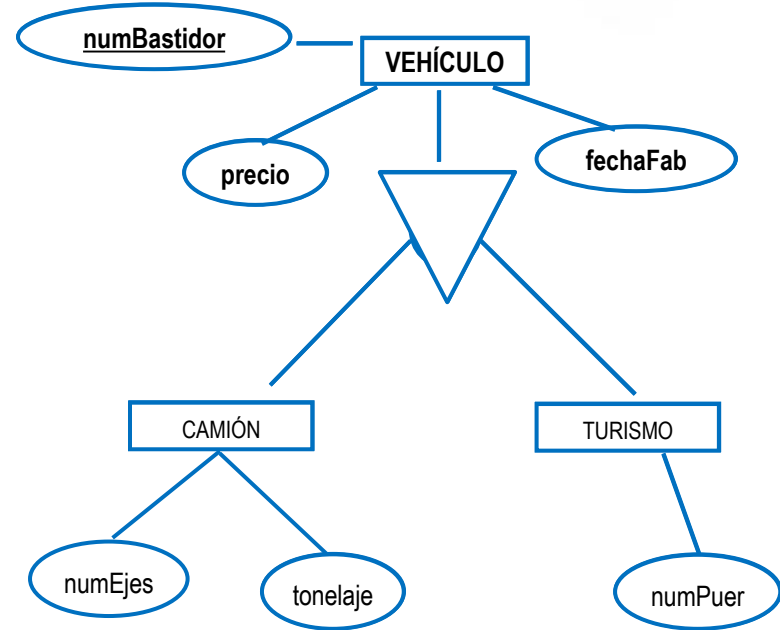 numBastidor
VEHÍCULO
precio
fechaFab
CAMIÓN
TURISMO
numEjes
tonelaje
numPuer